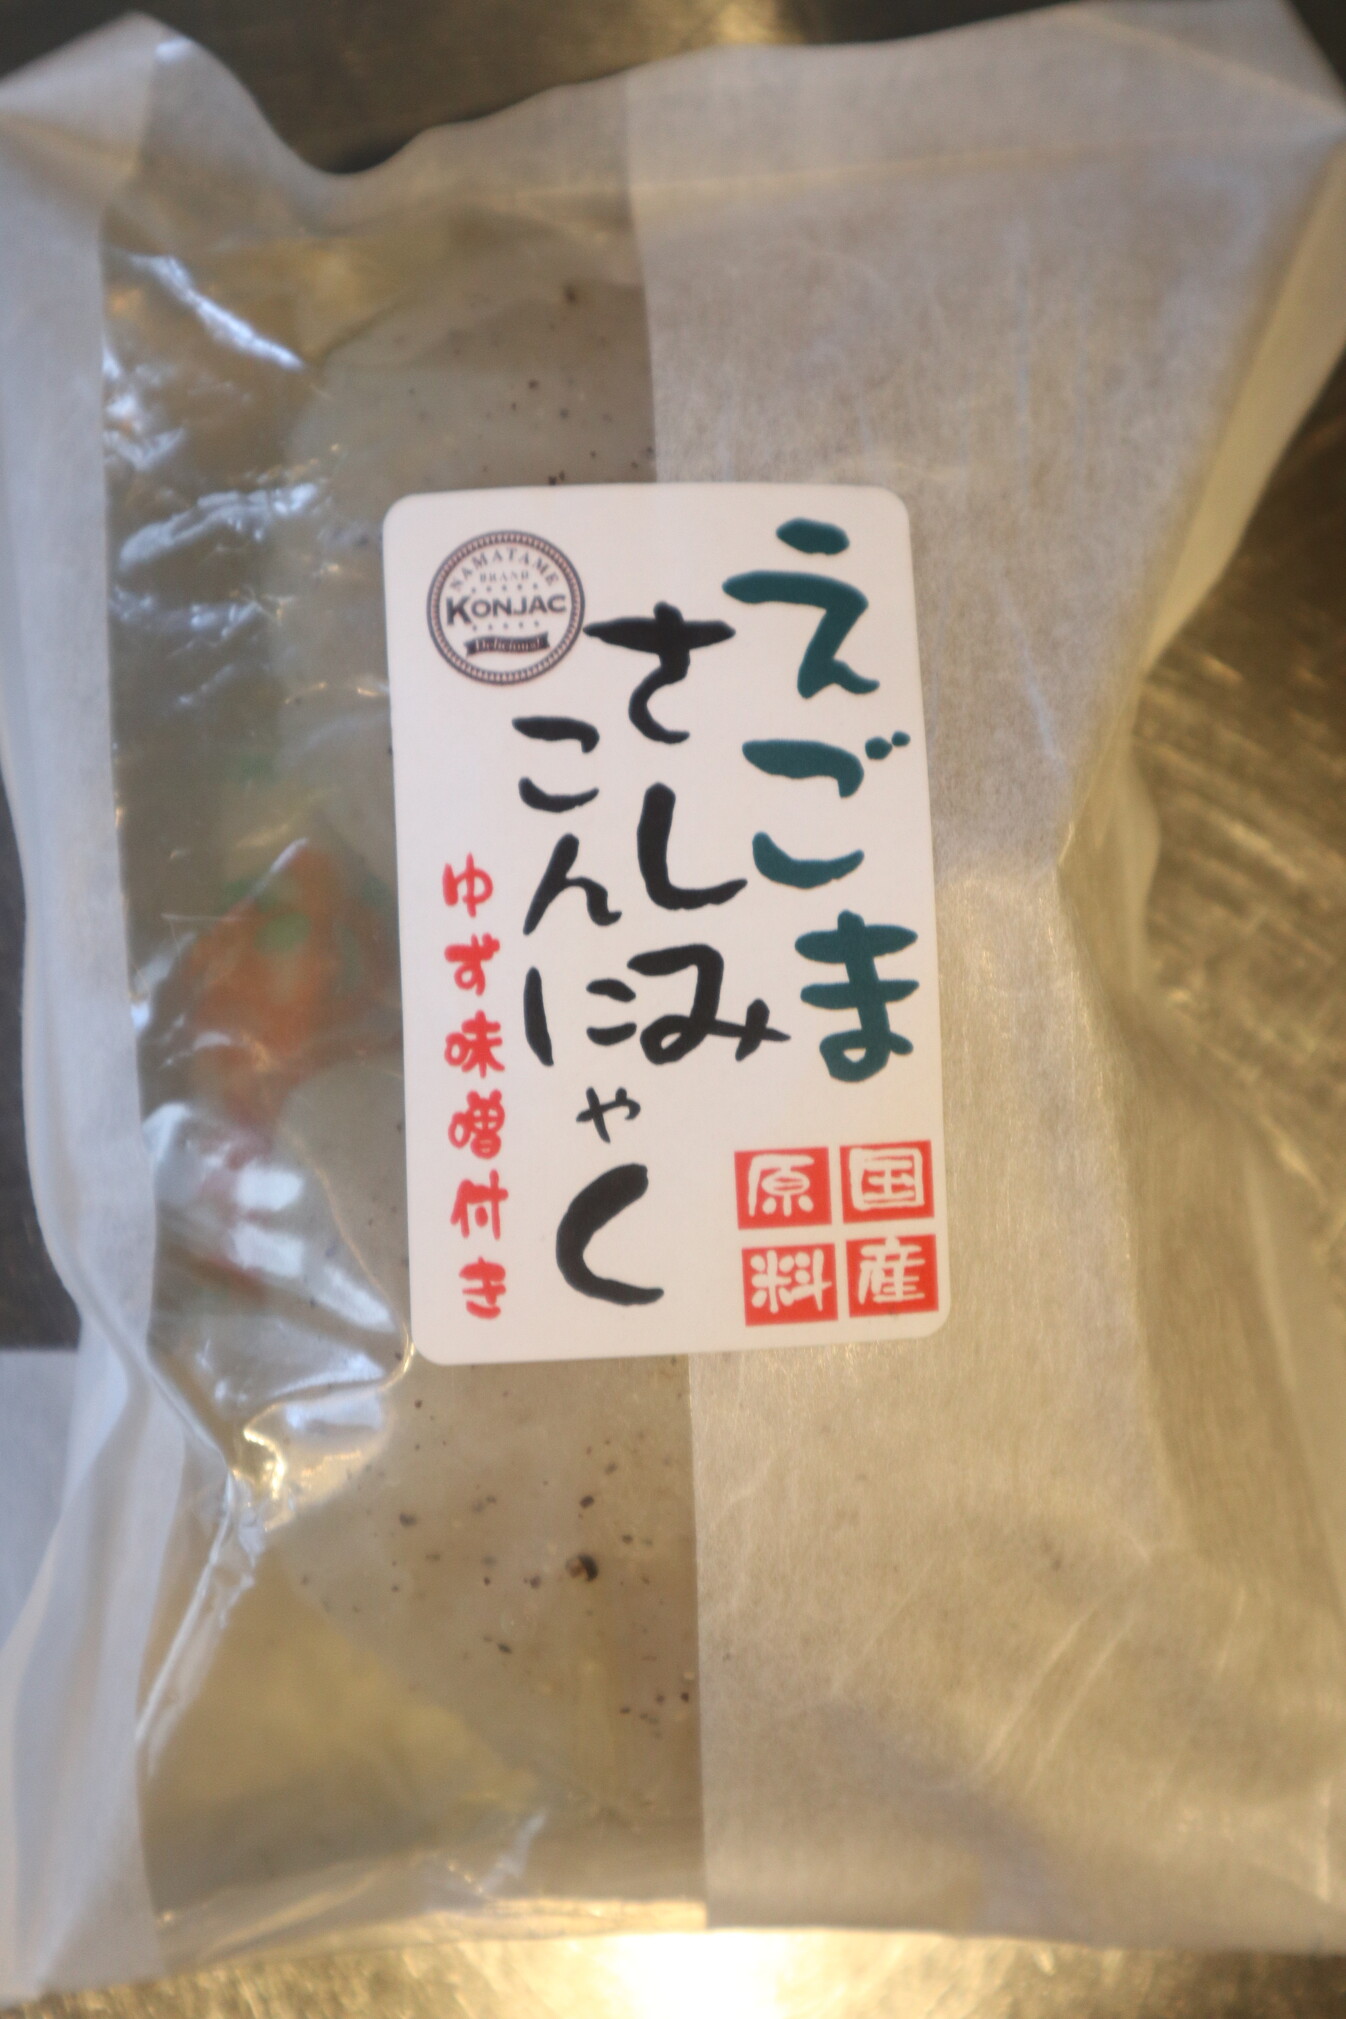 えごま
さしみ
こんにゃく
ゆず味噌付き
国産
原料
NAMATAME
BRAND
KONJAC
Delicious!